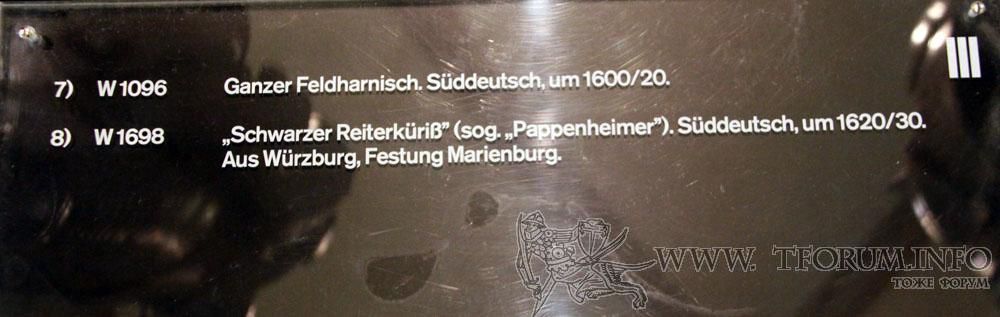 III
7) W 1096 Ganzer Feldharnisch. Süddeutsch, um 1600/20.
8) W 1698 „Schwarzer Reiterküriß” (sog. „Pappenheimer”). Süddeutsch, um 1620/30.
Aus Würzburg, Festung Marienburg.
WWW. TFORUM.INFO
ТОЖЕ ФОРУМ